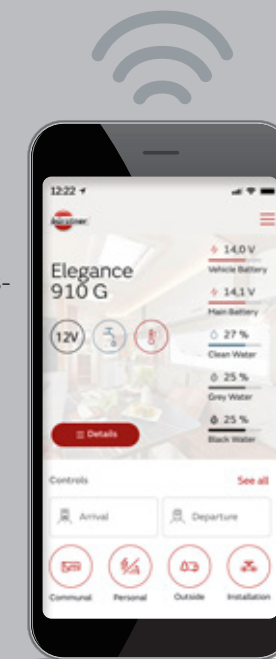 -
12:22
bürstner
Elegance
910 G
12V
Details
14,0 V
Vehicle Battery
14,1 V
Main Battery
27 %
Clean Water
25 %
Grey Water
25 %
Black Water
Controls
See all
Arrival
Departure
Communal
Personal
Outside
Installation